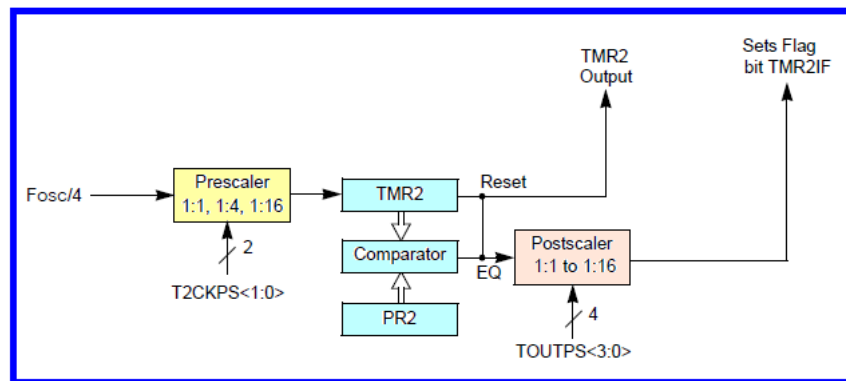 TMR2
Output
Sets Flag
bit TMR2IF
Fosc/4
Prescaler
1:1, 1:4, 1:16
2
T2CKPS<1:0>
TMR2
Reset
Comparator
EQ
PR2
Postscaler
1:1 to 1:16
4
TOUTPS<3:0>